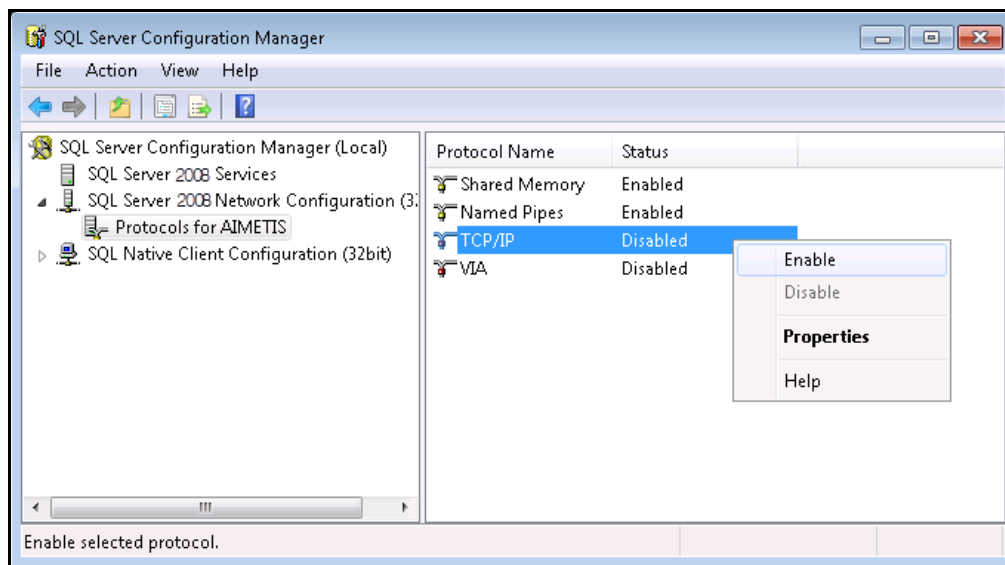 SQL Server Configuration Manager
File Action View Help
SQL Server Configuration Manager (Local)
SQL Server 2008 Services
SQL Server 2008 Network Configuration (3
Protocols for AIMETIS
SQL Native Client Configuration (32bit)
Protocol Name Status
Shared Memory Enabled
Named Pipes Enabled
TCP/IP Disabled
VIA Disabled
Enable
Disable
Properties
Help
Enable selected protocol.